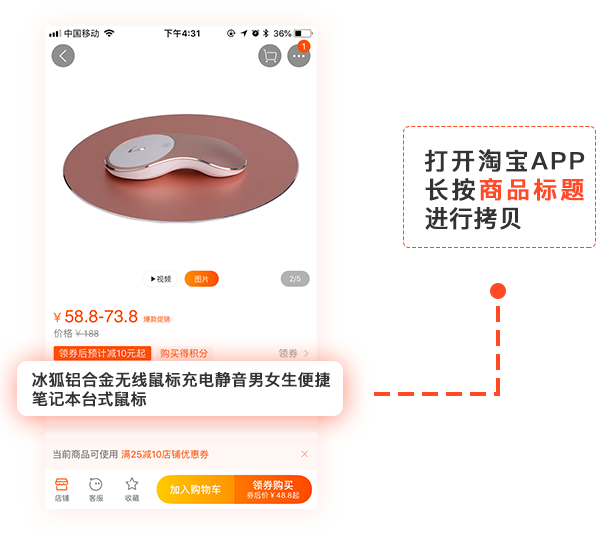 中国移动 下午4:31 36%
1
▶视频 图片 2/5
¥ 58.8-73.8 爆款促销
价格 ¥ 188
领券后预计减10元起 购买得积分 领券
冰狐铝合金无线鼠标充电静音男女生便捷
笔记本台式鼠标
当前商品可使用 满25减10店铺优惠券
店铺 客服 收藏 加入购物车 领券购买
券后价 ¥ 48.8起
打开淘宝APP
长按商品标题
进行拷贝